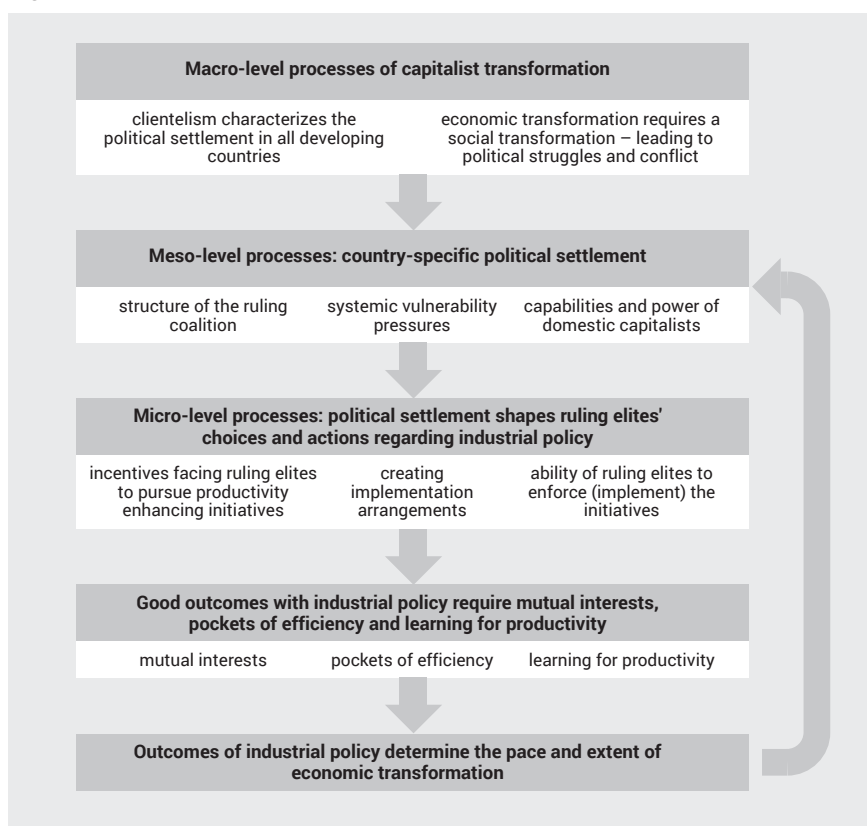 Macro-level processes of capitalist transformation
clientelism characterizes the
political settlement in all developing
countries
economic transformation requires a
social transformation – leading to
political struggles and conflict
Meso-level processes: country-specific political settlement
structure of the ruling
coalition
systemic vulnerability
pressures
capabilities and power of
domestic capitalists
Micro-level processes: political settlement shapes ruling elites'
choices and actions regarding industrial policy
incentives facing ruling elites
to pursue productivity
enhancing initiatives
creating
implementation
arrangements
ability of ruling elites to
enforce (implement) the
initiatives
Good outcomes with industrial policy require mutual interests,
pockets of efficiency and learning for productivity
mutual interests
pockets of efficiency
learning for productivity
Outcomes of industrial policy determine the pace and extent of
economic transformation